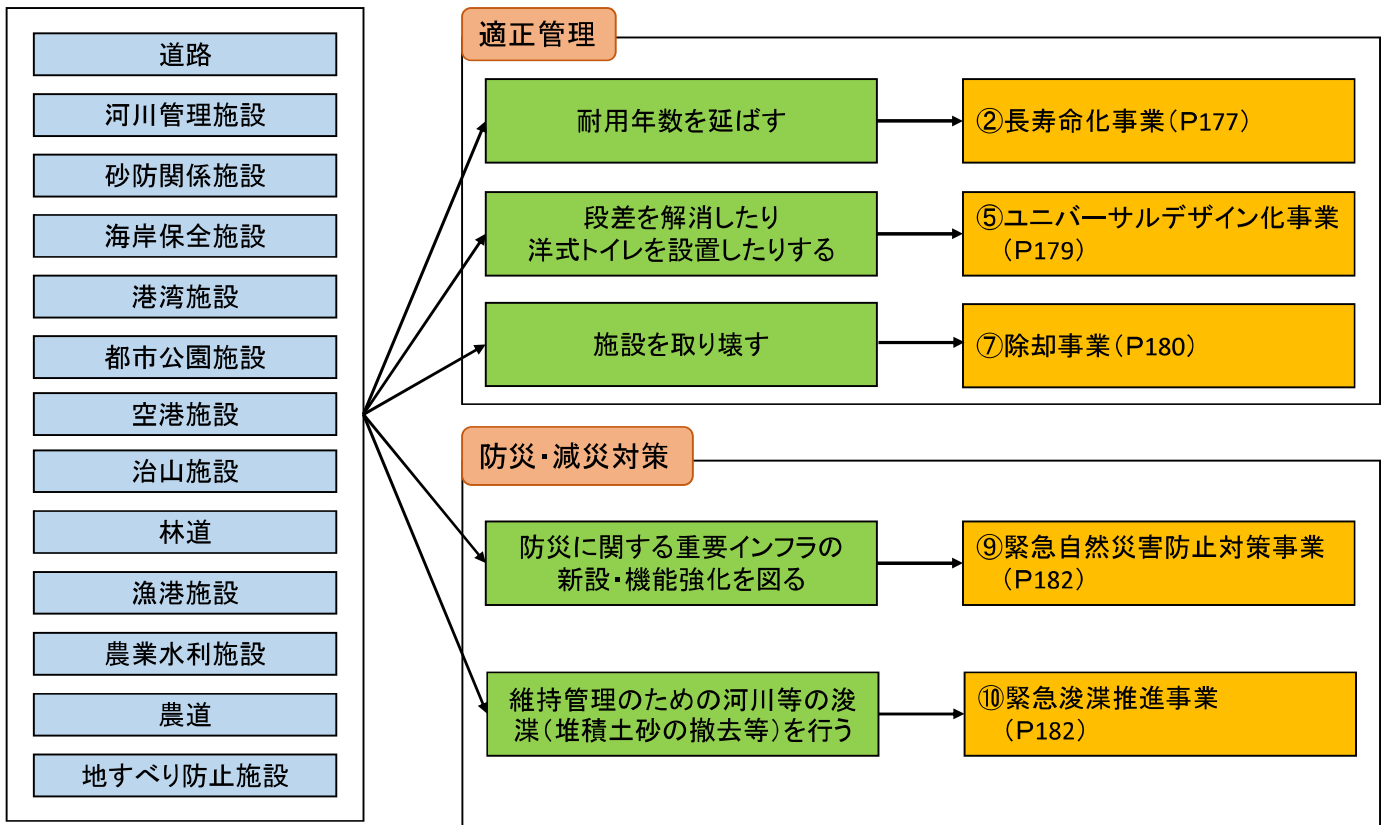 道路
河川管理施設
砂防関係施設
海岸保全施設
港湾施設
都市公園施設
空港施設
治山施設
林道
漁港施設
農業水利施設
農道
地すべり防止施設
適正管理
耐用年数を延ばす
②長寿命化事業(P177)
段差を解消したり
洋式トイレを設置したりする
⑤ユニバーサルデザイン化事業
(P179)
施設を取り壊す
⑦除却事業(P180)
防災・減災対策
防災に関する重要インフラの
新設・機能強化を図る
⑨緊急自然災害防止対策事業
(P182)
維持管理のための河川等の浚
渫(堆積土砂の撤去等)を行う
⑩緊急浚渫推進事業
(P182)